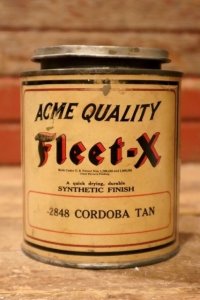 ACME QUALITY
Fleet-X
A quick drying, durable
SYNTHETIC FINISH
2848 CORDOBA TAN